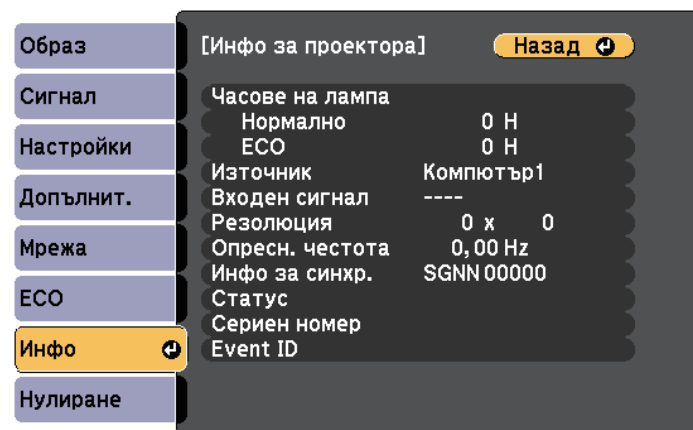 Образ
Сигнал
Настройки
Допълнит.
Мрежа
ECO
Инфо
Нулиране
[Инфо за проектора] Назад
Часове на лампа
Нормално 0 H
ECO 0 H
Източник Компютър1
Входен сигнал ----
Резолюция 0 x 0
Опресн. честота 0,00 Hz
Инфо за синхр. SGNN 00000
Статус
Сериен номер
Event ID